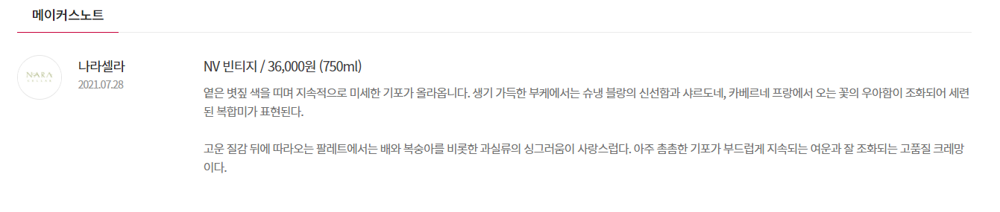 메이커스노트
NARA
CELLAR
나라셀라
2021.07.28
NV 빈티지 / 36,000원 (750ml)
옅은 볏짚 색을 띠며 지속적으로 미세한 기포가 올라옵니다. 생기 가득한 부케에서는 슈냉 블랑의 신선함과 샤르도네, 카베르네 프랑에서 오는 꽃의 우아함이 조화되어 세련
된 복합미가 표현된다.
고운 질감 뒤에 따라오는 팔레트에서는 배와 복숭아를 비롯한 과실류의 싱그러움이 사랑스럽다. 아주 촘촘한 기포가 부드럽게 지속되는 여운과 잘 조화되는 고품질 크레망
이다.